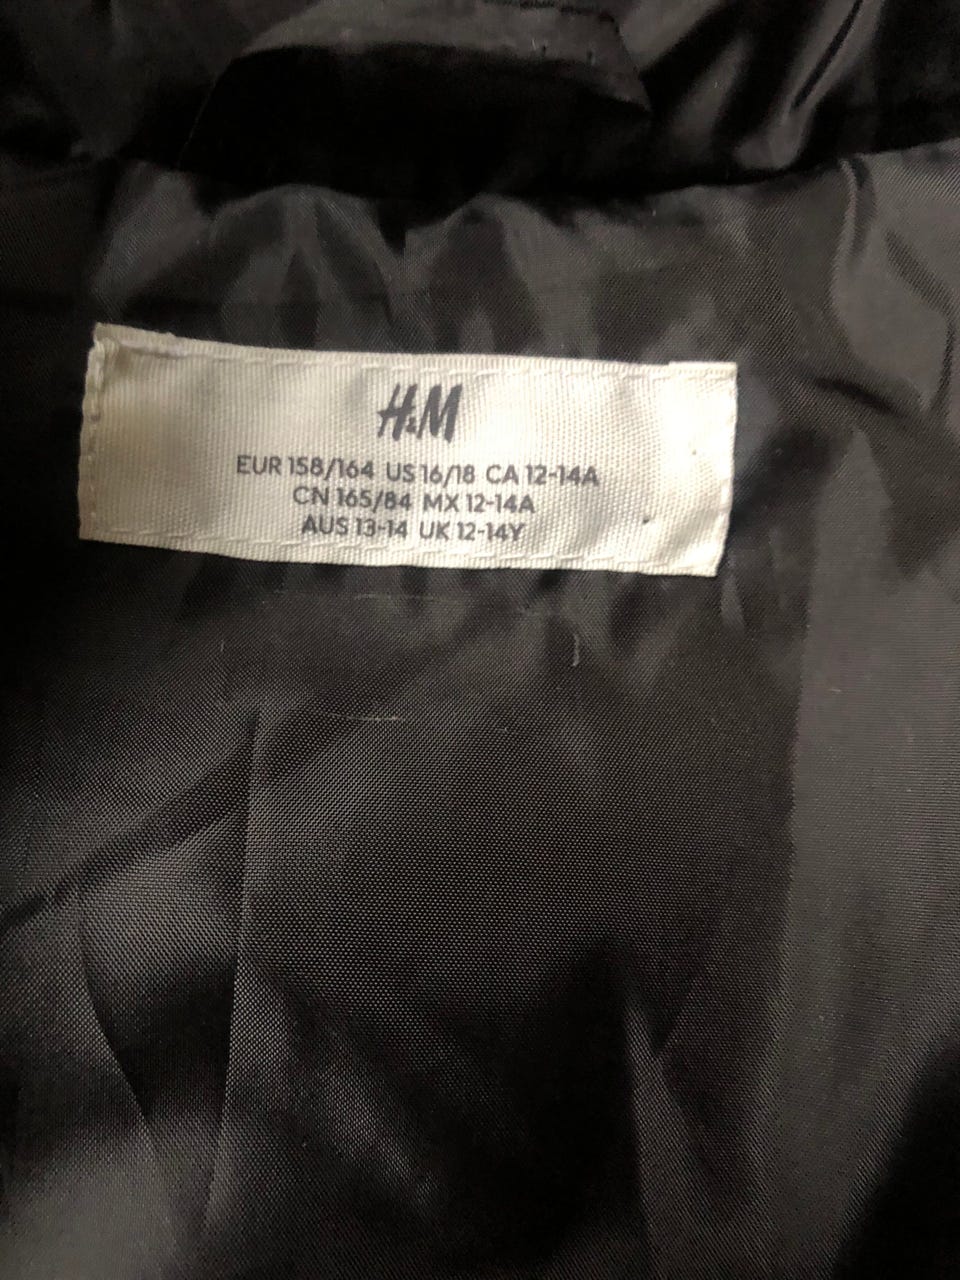 H&M
EUR 158/164 US 16/18 CA 12-14A
CN 165/84 MX 12-14A
AUS 13-14 UK 12-14Y